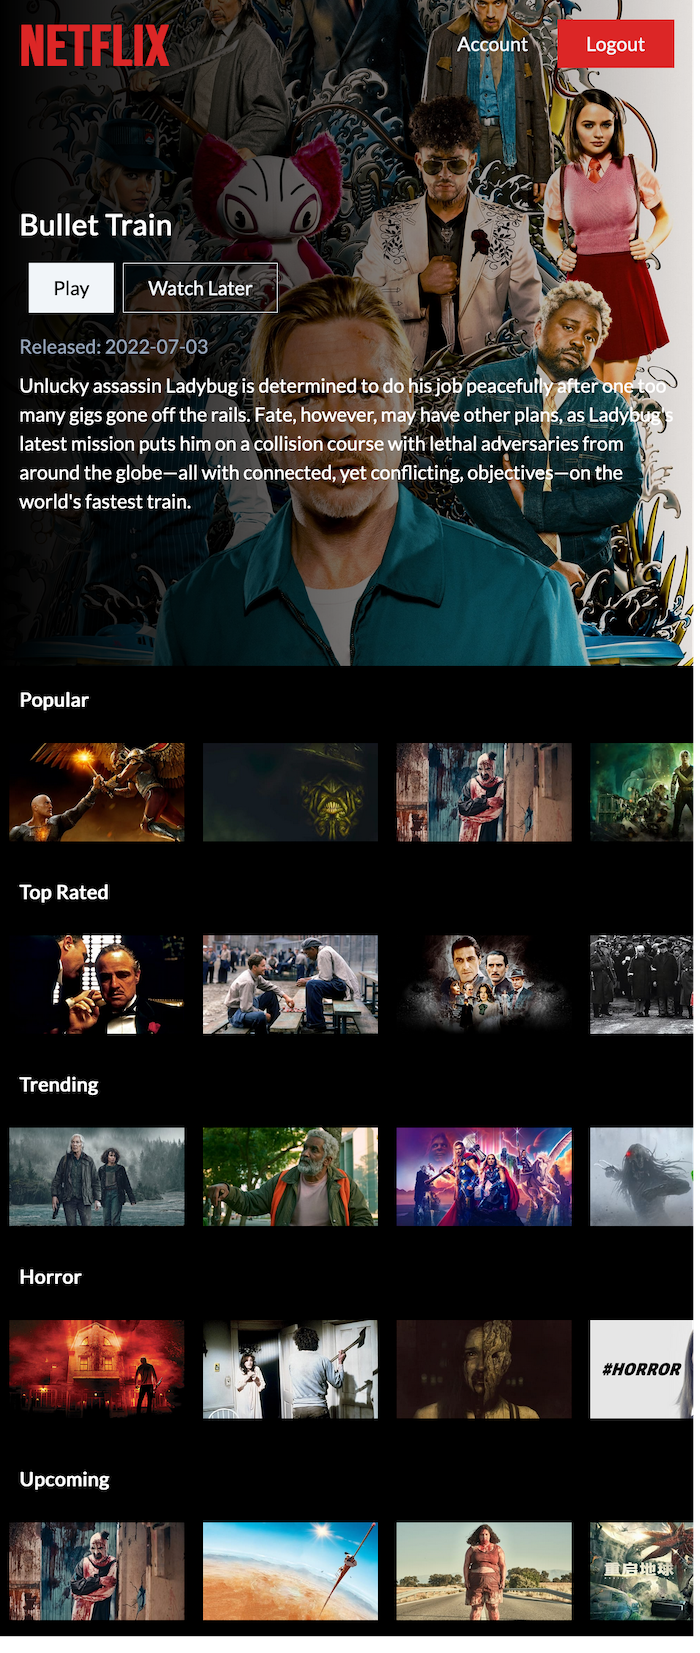 NETFLIX
Account
Logout
Bullet Train
Play
Watch Later
Released: 2022-07-03
Unlucky assassin Ladybug is determined to do his job peacefully after one too
many gigs gone off the rails. Fate, however, may have other plans, as Ladybug's
latest mission puts him on a collision course with lethal adversaries from
around the globe—all with connected, yet conflicting, objectives—on the
world's fastest train.
Popular
Top Rated
Trending
Horror
#HORROR
Upcoming
重启地球